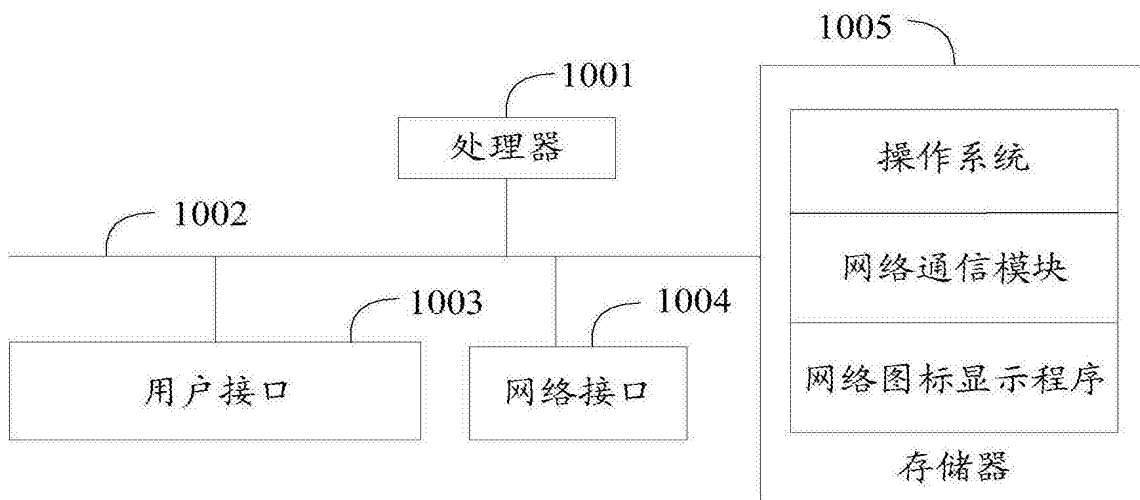 1005
1001
处理器
操作系统
1002
网络通信模块
1003
1004
用户接口
网络接口
网络图标显示程序
存储器